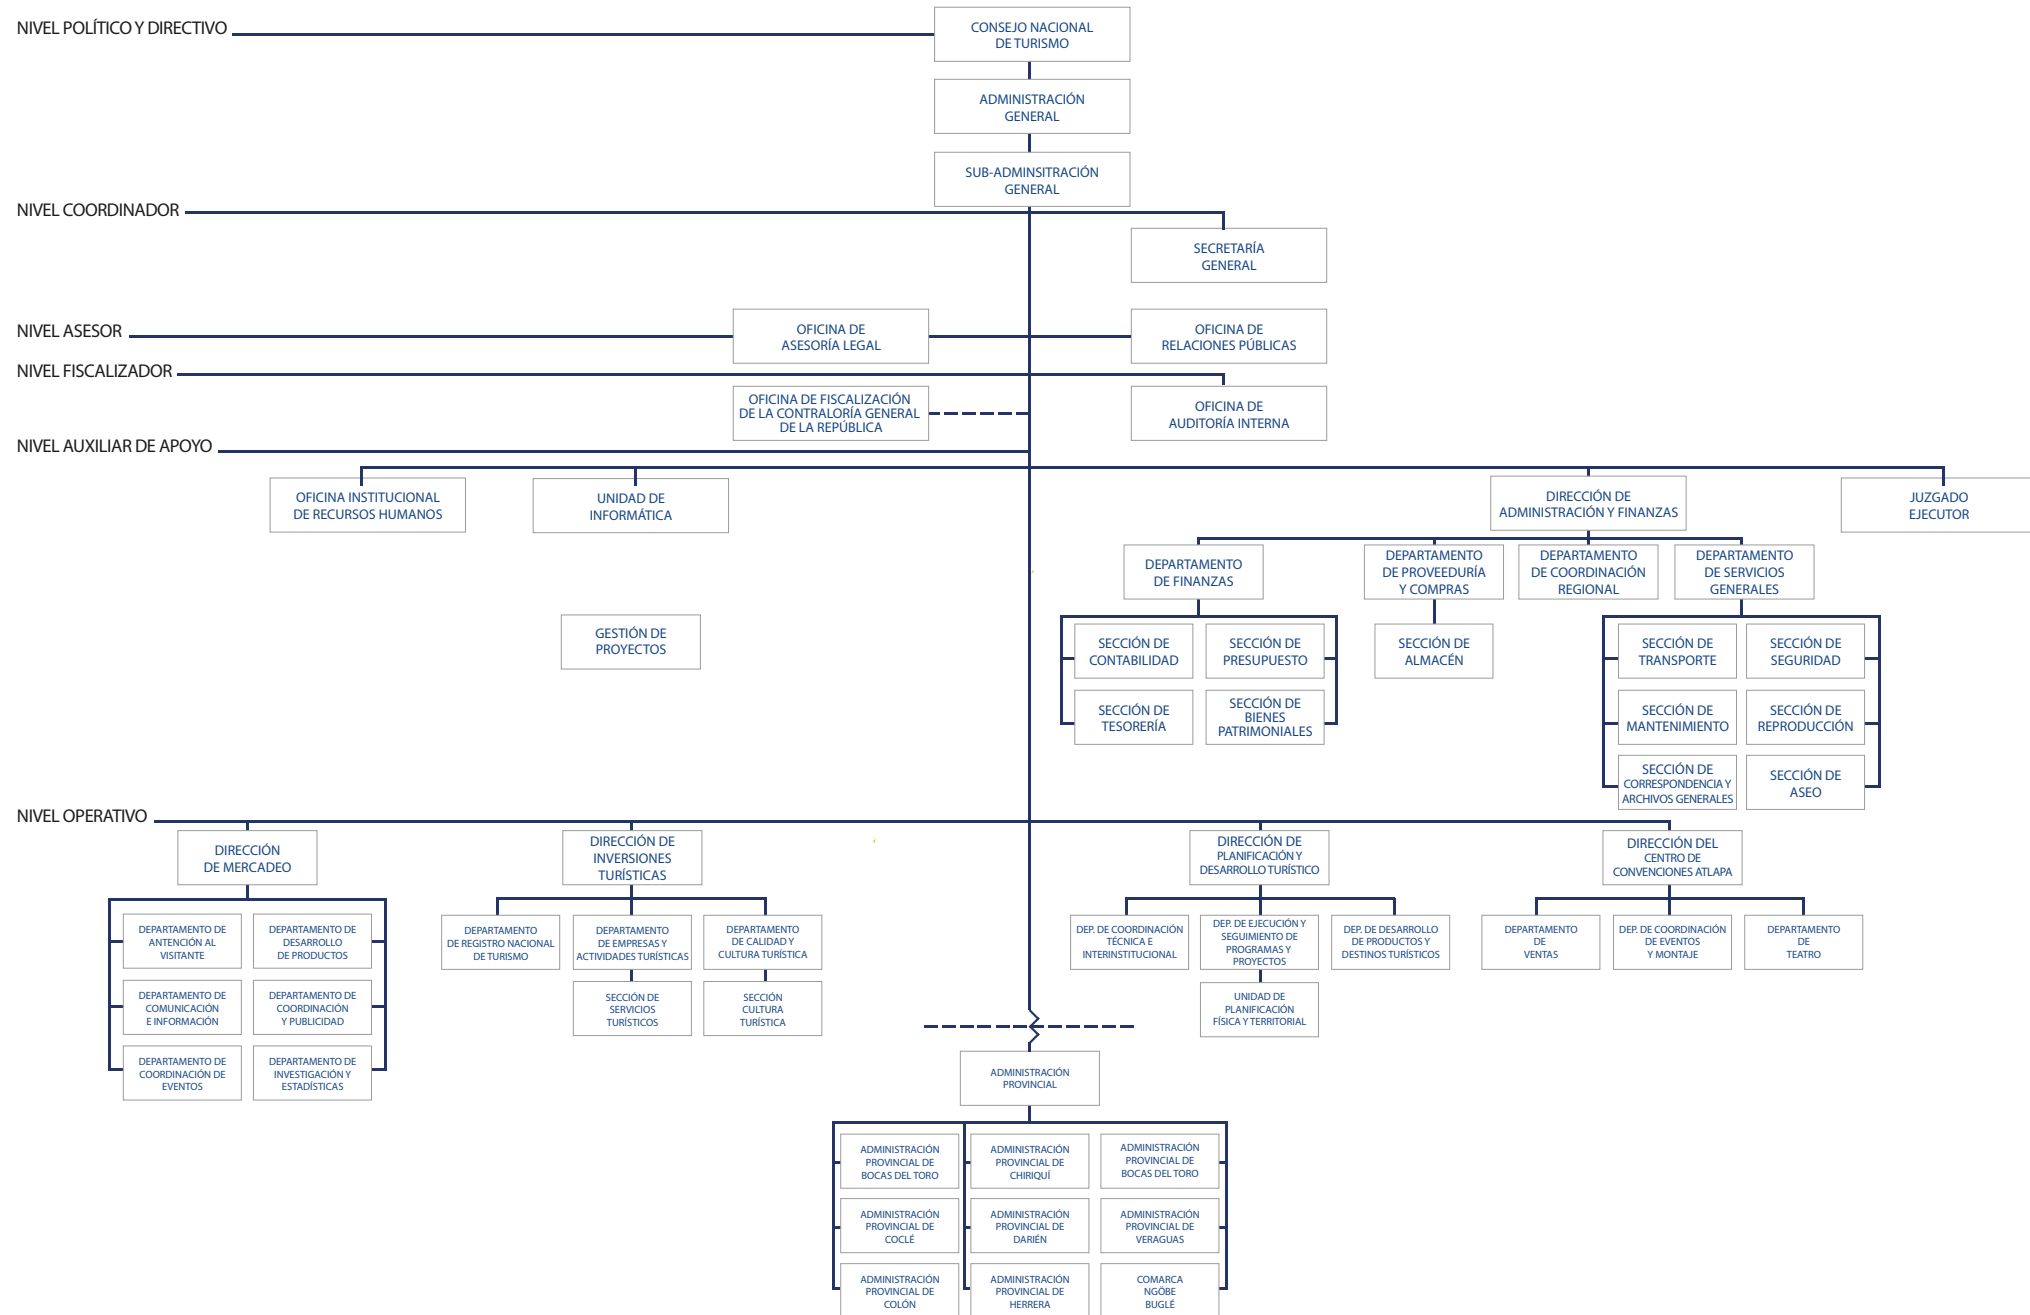 NIVEL POLÍTICO Y DIRECTIVO
CONSEJO NACIONAL
DE TURISMO
ADMINISTRACIÓN
GENERAL
SUB-ADMINSITRACIÓN
GENERAL
NIVEL COORDINADOR
SECRETARÍA
GENERAL
NIVEL ASESOR
OFICINA DE
ASESORÍA LEGAL
OFICINA DE
RELACIONES PÚBLICAS
NIVEL FISCALIZADOR
OFICINA DE FISCALIZACIÓN
DE LA CONTRALORÍA GENERAL
DE LA REPÚBLICA
OFICINA DE
AUDITORÍA INTERNA
NIVEL AUXILIAR DE APOYO
OFICINA INSTITUCIONAL
DE RECURSOS HUMANOS
UNIDAD DE
INFORMÁTICA
DIRECCIÓN DE
ADMINISTRACIÓN Y FINANZAS
JUZGADO
EJECUTOR
DEPARTAMENTO
DE FINANZAS
DEPARTAMENTO
DE PROVEEDURÍA
Y COMPRAS
DEPARTAMENTO
DE COORDINACIÓN
REGIONAL
DEPARTAMENTO
DE SERVICIOS
GENERALES
GESTIÓN DE
PROYECTOS
SECCIÓN DE
CONTABILIDAD
SECCIÓN DE
PRESUPUESTO
SECCIÓN DE
ALMACÉN
SECCIÓN DE
TRANSPORTE
SECCIÓN DE
SEGURIDAD
SECCIÓN DE
TESORERÍA
SECCIÓN DE
BIENES
PATRIMONIALES
SECCIÓN DE
MANTENIMIENTO
SECCIÓN DE
REPRODUCCIÓN
SECCIÓN DE
CORRESPONDENCIA Y
ARCHIVOS GENERALES
SECCIÓN DE
ASEO
NIVEL OPERATIVO
DIRECCIÓN
DE MERCADEO
DIRECCIÓN DE
INVERSIONES
TURÍSTICAS
DIRECCIÓN DE
PLANIFICACIÓN Y
DESARROLLO TURÍSTICO
DIRECCIÓN DEL
CENTRO DE
CONVENCIONES ATLAPA
DEPARTAMENTO DE
ANTENCIÓN AL
VISITANTE
DEPARTAMENTO DE
DESARROLLO
DE PRODUCTOS
DEPARTAMENTO
DE REGISTRO NACIONAL
DE TURISMO
DEPARTAMENTO
DE EMPRESAS Y
ACTIVIDADES TURÍSTICAS
DEPARTAMENTO
DE CALIDAD Y
CULTURA TURÍSTICA
DEP. DE COORDINACIÓN
TÉCNICA E
INTERINSTITUCIONAL
DEP. DE EJECUCIÓN Y
SEGUIMIENTO DE
PROGRAMAS Y
PROYECTOS
DEP. DE DESARROLLO
DE PRODUCTOS Y
DESTINOS TURÍSTICOS
DEPARTAMENTO
DE
VENTAS
DEP. DE COORDINACIÓN
DE EVENTOS
Y MONTAJE
DEPARTAMENTO
DE
TEATRO
DEPARTAMENTO DE
COMUNICACIÓN
E INFORMACIÓN
DEPARTAMENTO DE
COORDINACIÓN
Y PUBLICIDAD
SECCIÓN DE
SERVICIOS
TURÍSTICOS
SECCIÓN
CULTURA
TURÍSTICA
UNIDAD DE
PLANIFICACIÓN
FÍSICA Y TERRITORIAL
DEPARTAMENTO DE
COORDINACIÓN DE
EVENTOS
DEPARTAMENTO DE
INVESTIGACIÓN Y
ESTADÍSTICAS
ADMINISTRACIÓN
PROVINCIAL
ADMINISTRACIÓN
PROVINCIAL DE
BOCAS DEL TORO
ADMINISTRACIÓN
PROVINCIAL DE
CHIRIQUÍ
ADMINISTRACIÓN
PROVINCIAL DE
BOCAS DEL TORO
ADMINISTRACIÓN
PROVINCIAL DE
COCLÉ
ADMINISTRACIÓN
PROVINCIAL DE
DARIÉN
ADMINISTRACIÓN
PROVINCIAL DE
VERAGUAS
ADMINISTRACIÓN
PROVINCIAL DE
COLÓN
ADMINISTRACIÓN
PROVINCIAL DE
HERRERA
COMARCA
NGÖBE
BUGLÉ